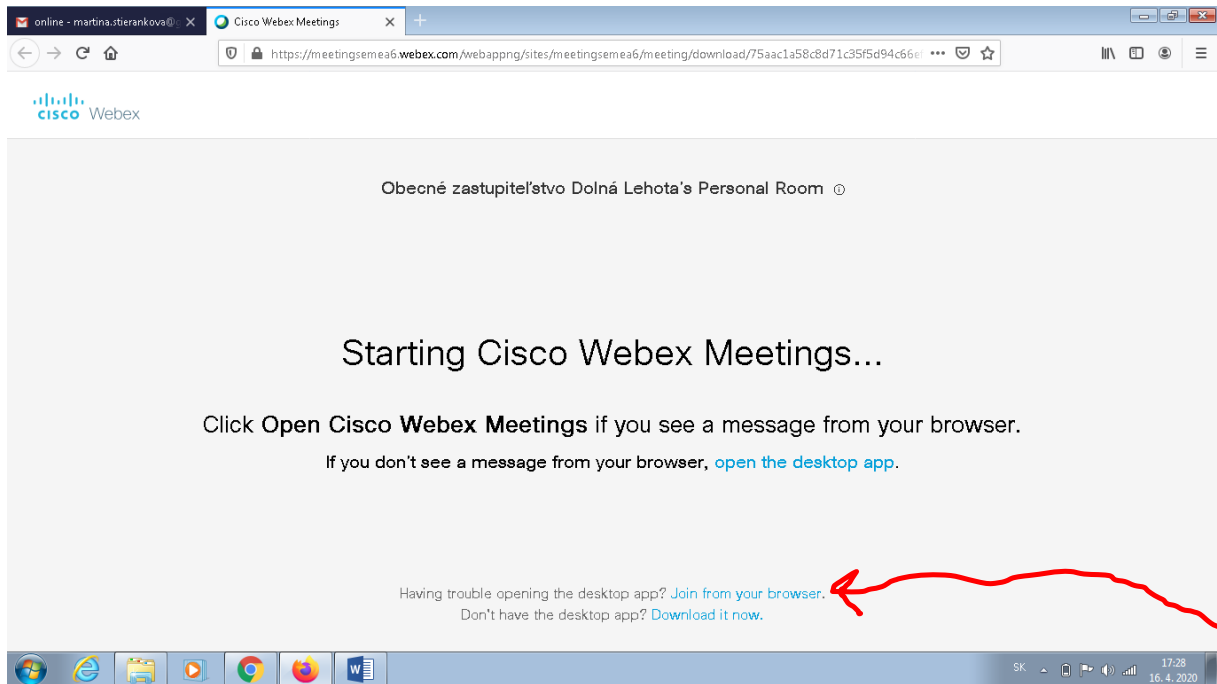 online - martina.stierankova@g
Cisco Webex Meetings
https://meetingsemea6.webex.com/webappng/sites/meetingsemea6/meeting/download/75aac1a58c8d71c35f5d94c66e
cisco Webex
Obecné zastupiteľstvo Dolná Lehota's Personal Room
Starting Cisco Webex Meetings...
Click Open Cisco Webex Meetings if you see a message from your browser.
If you don't see a message from your browser, open the desktop app.
Having trouble opening the desktop app? Join from your browser.
Don't have the desktop app? Download it now.
SK
17:28
16. 4. 2020